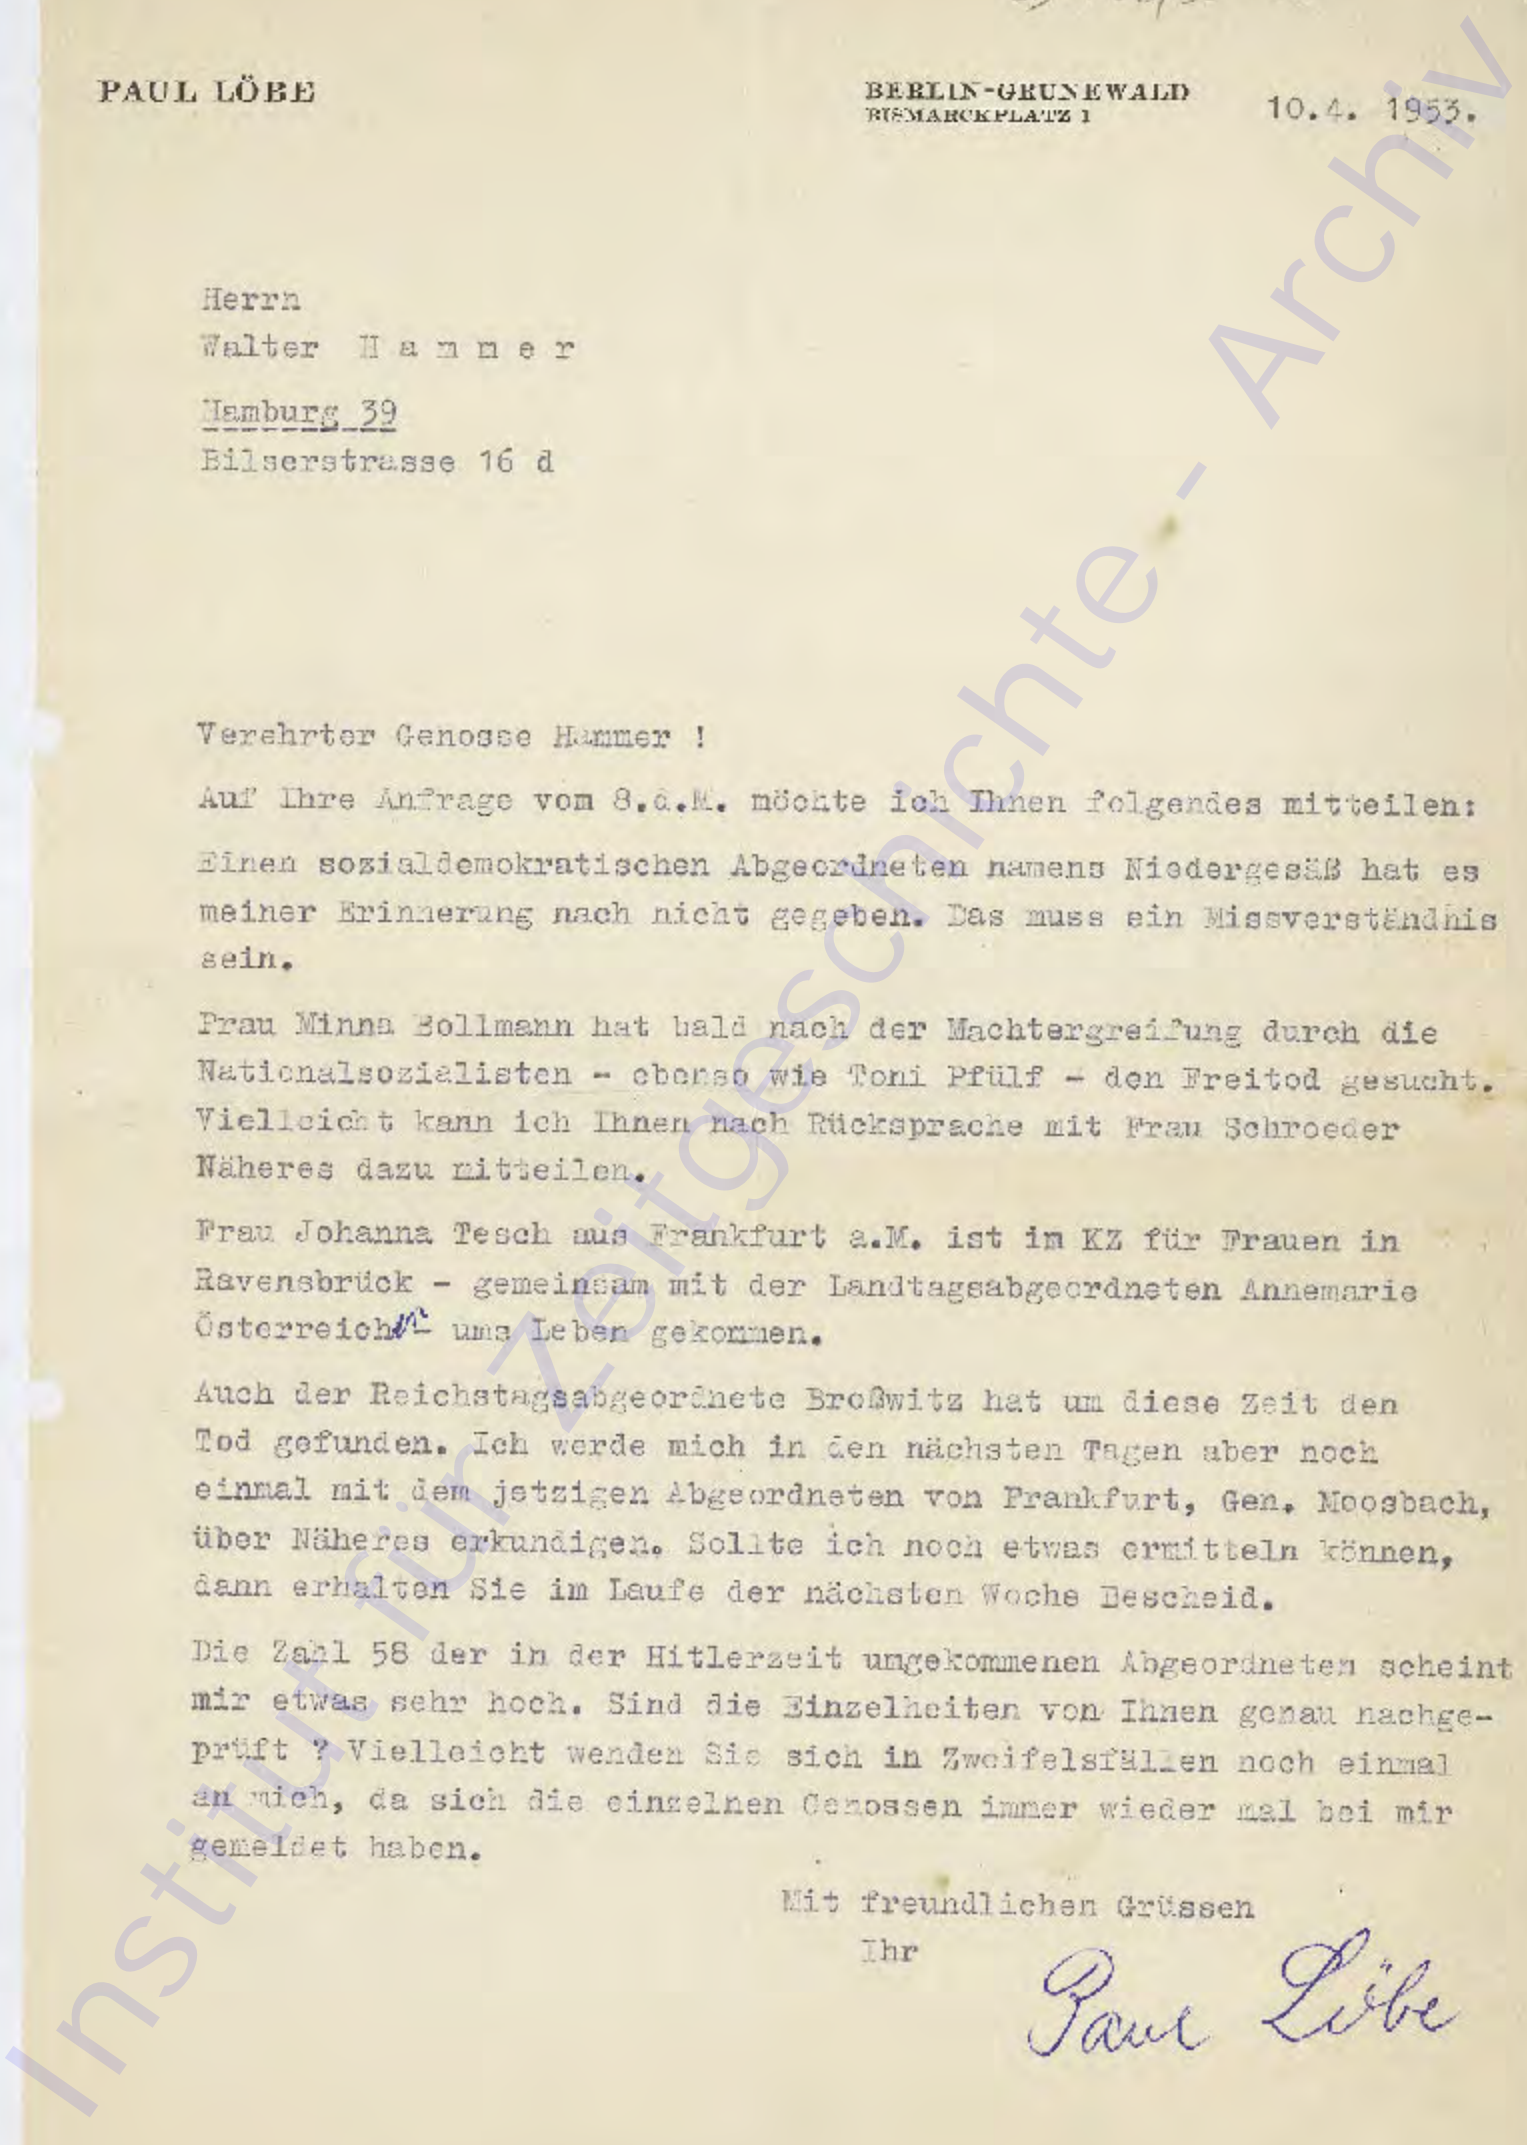 PAUL LÖBE
BERLIN-GRUNEWALD
BISMARCKPLATZ 1
10.4. 1953.
Herrn
Walter H a m m e r
Hamburg 39
Bilserstrasse 16 d
Verehrter Genosse Hammer !
Auf Ihre Anfrage vom 8.d.M. möchte ich Ihnen folgendes mitteilen:
Einen sozialdemokratischen Abgeordneten namens Niedergesäß hat es
meiner Erinnerung nach nicht gegeben. Das muss ein Missverständnis
sein.
Frau Minna Bollmann hat bald nach der Machtergreifung durch die
Nationalsozialisten - ebenso wie Toni Pfülf - den Freitod gesucht.
Vielleicht kann ich Ihnen nach Rücksprache mit Frau Schroeder
Näheres dazu mitteilen.
Frau Johanna Tesch aus Frankfurt a.M. ist im KZ für Frauen in
Ravensbrück - gemeinsam mit der Landtagsabgeordneten Annemarie
Österreich- ums Leben gekommen.
Auch der Reichstagsabgeordnete Broßwitz hat um diese Zeit den
Tod gefunden. Ich werde mich in den nächsten Tagen aber noch
einmal mit dem jetzigen Abgeordneten von Frankfurt, Gen. Moosbach,
über Näheres erkundigen. Sollte ich noch etwas ermitteln können,
dann erhalten Sie im Laufe der nächsten Woche Bescheid.
Die Zahl 58 der in der Hitlerzeit umgekommenen Abgeordneten scheint
mir etwas sehr hoch. Sind die Einzelheiten von Ihnen genau nachge-
prüft ? Vielleicht wenden Sie sich in Zweifelsfällen noch einmal
an mich, da sich die einzelnen Genossen immer wieder mal bei mir
gemeldet haben.
Mit freundlichen Grüssen
Ihr
Paul Löbe
Institut für Zeitgeschichte - Archiv